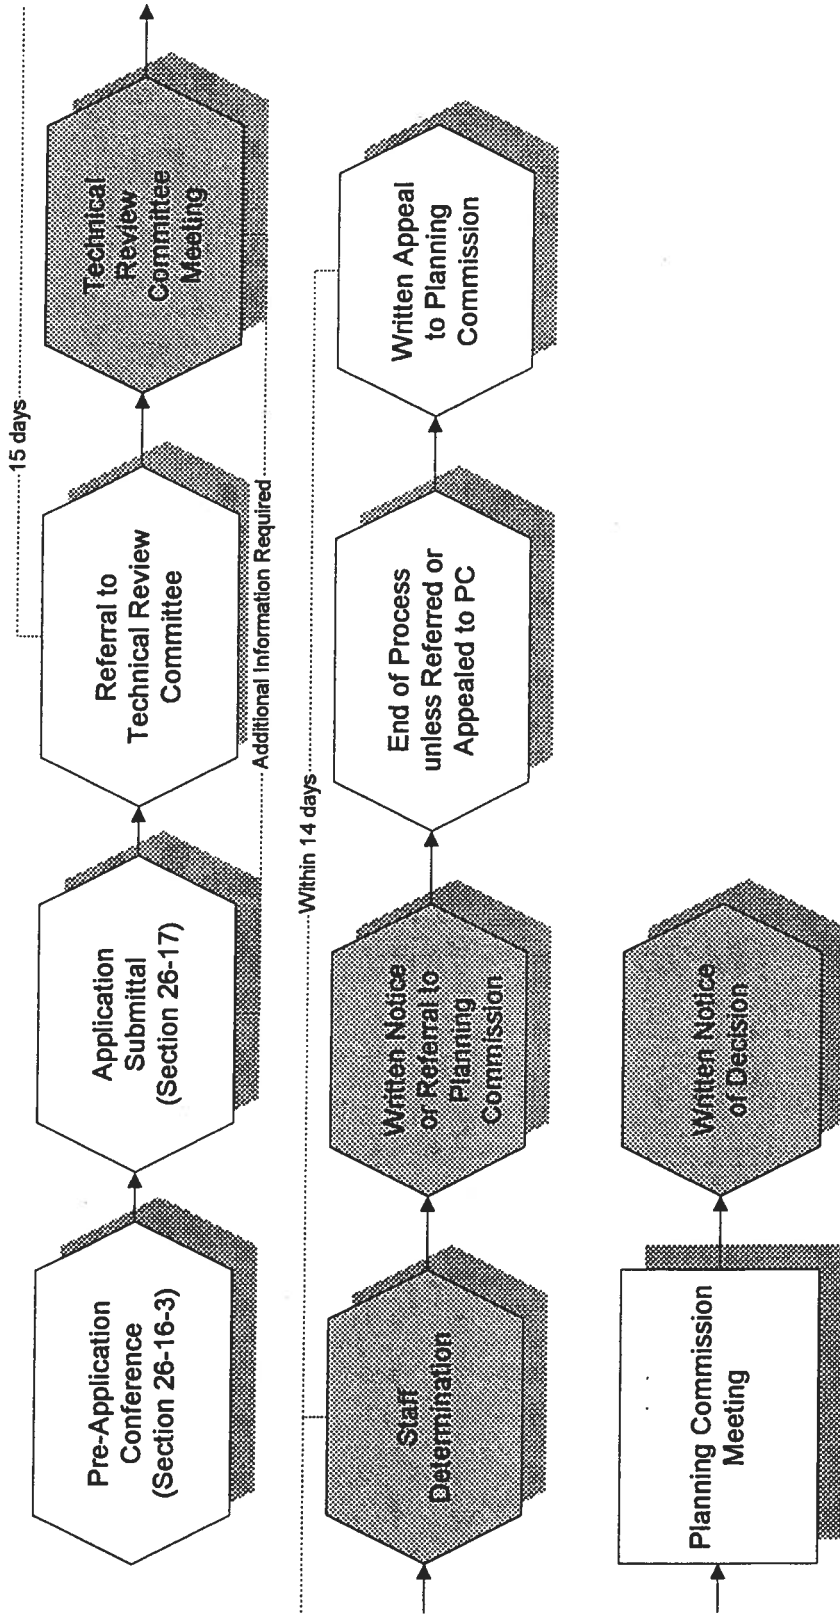 15 days
Pre-Application
Conference
(Section 26-16-3)
Application
Submittal
(Section 26-17)
Referral to
Technical Review
Committee
Technical
Review
Committee
Meeting
Additional Information Required
Within 14 days
Staff
Determination
Written Notice
or Referral to
Planning
Commission
End of Process
unless Referred or
Appealed to PC
Written Appeal
to Planning
Commission
Planning Commission
Meeting
Written Notice
of Decision